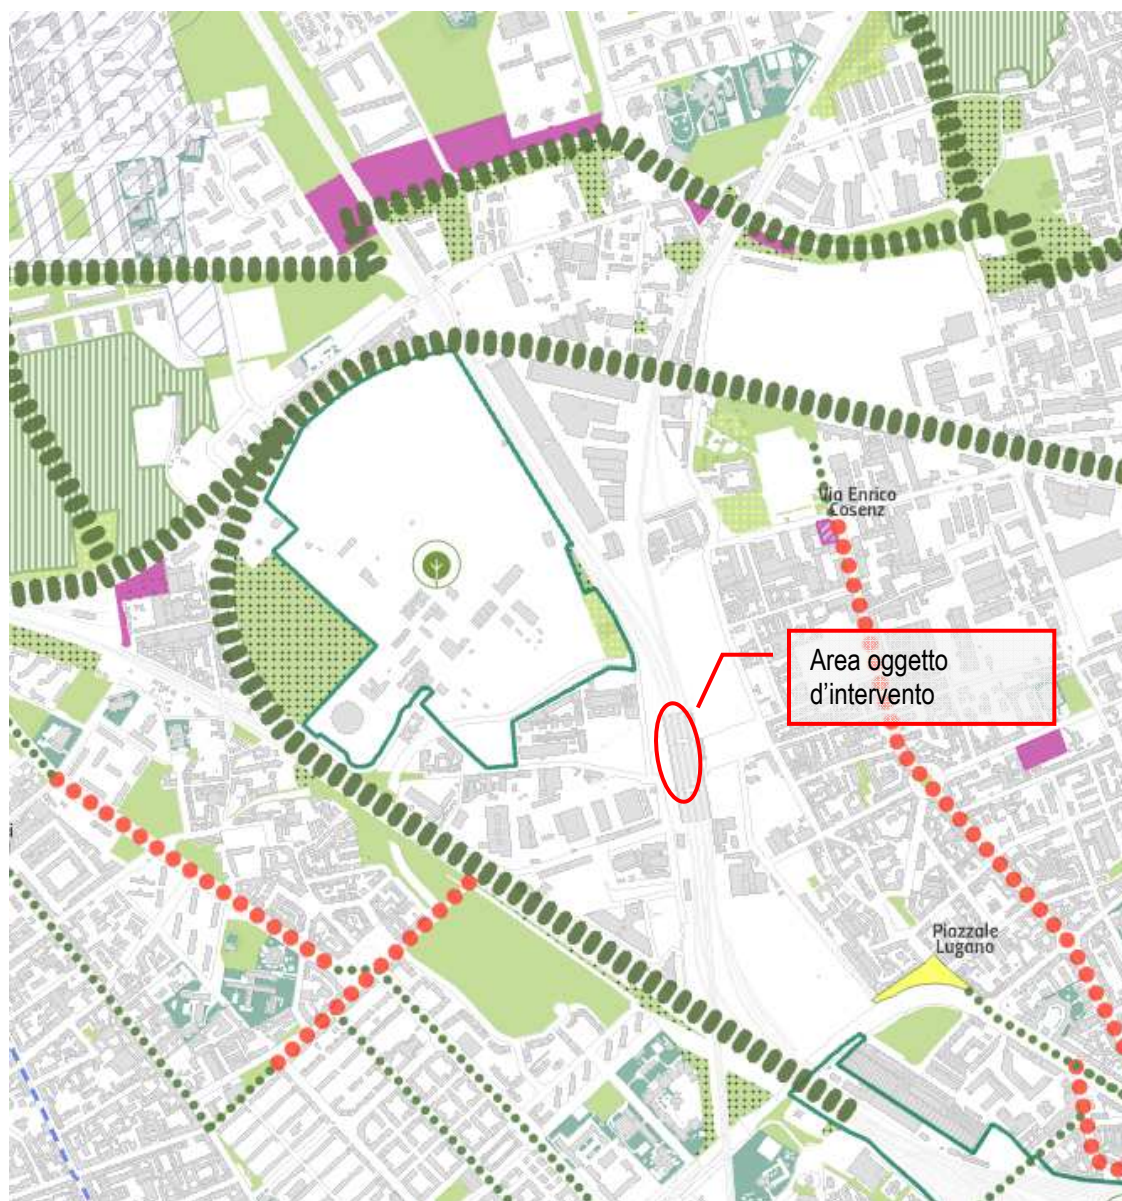 Via Enrico
Cosenz
Area oggetto
d'intervento
Piazzale
Lugano